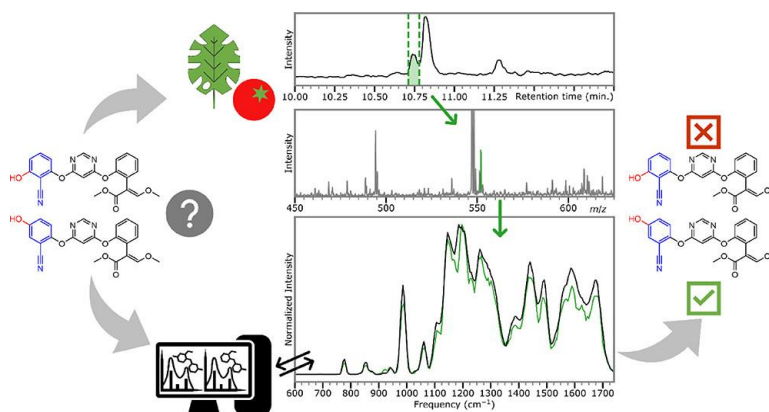 Intensity
10.00 10.25 10.50 10.75 11.00 11.25 Retention time (min.)
Intensity
450 500 550 600 m/z
Normalized Intensity
600 700 800 900 1000 1100 1200 1300 1400 1500 1600 1700
Frequency (cm⁻¹)
HO
N
O
N
N
O
O
O
O
?
HO
N
O
N
N
O
O
O
O
HO
N
O
N
N
O
O
O
O
HO
N
O
N
N
O
O
O
O